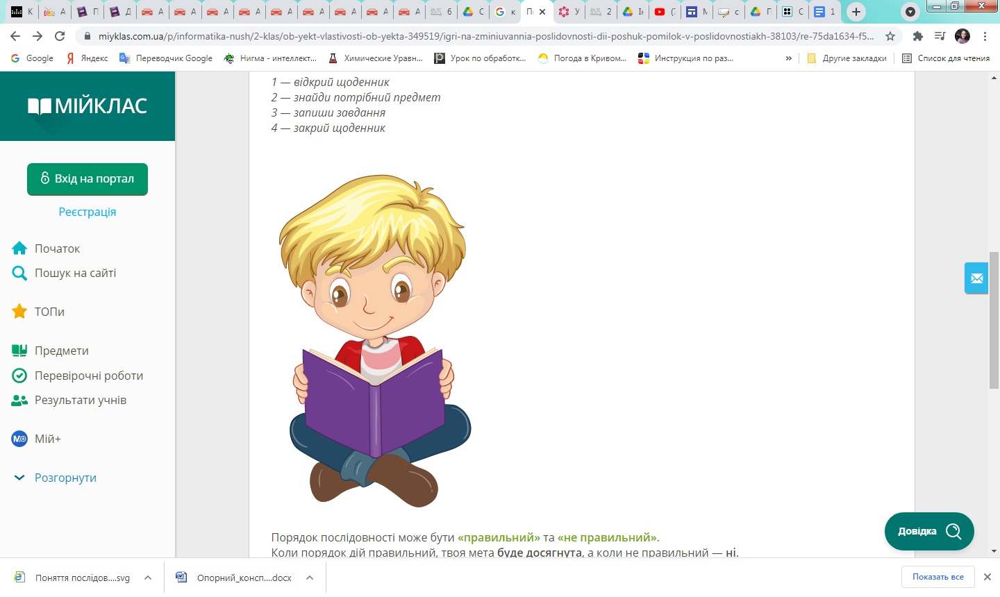 К
А
П
Д
А
А
А
А
А
А
А
А
А
6
С
к
П
У
2
Ін
(7
М
с
П
С
1
miyklas.com.ua/p/informatika-nush/2-klas/ob-yekt-vlastivosti-ob-yekta-349519/igri-na-zminiuvannia-poslidovnosti-dii-poshuk-pomilok-v-poslidovnostiakh-38103/re-75da1634-f5...
Google
Яндекс
Переводчик Google
Нигма - интеллект...
Химические Уравн...
Урок по обработк...
Погода в Кривом...
Инструкция по раз...
»
Другие закладки
Список для чтения
МІЙКЛАС
Вхід на портал
Реєстрація
Початок
Пошук на сайті
ТОПи
Предмети
Перевірочні роботи
Результати учнів
Мій+
Розгорнути
1 — відкрий щоденник
2 — знайди потрібний предмет
3 — запиши завдання
4 — закрий щоденник
Порядок послідовності може бути «правильний» та «не правильний».
Коли порядок дій правильний, твоя мета буде досягнута, а коли не правильний — ні.
Довідка
Поняття послідов....svg
Опорний_консп....docx
Показать все